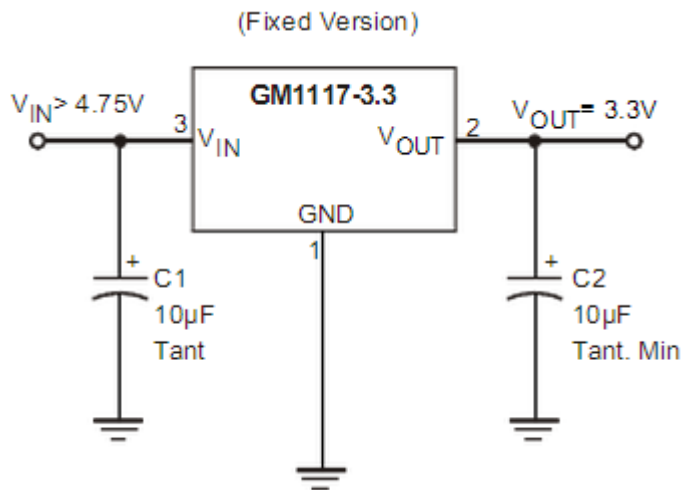 (Fixed Version)
GM1117-3.3
VIN> 4.75V
VOUT= 3.3V
3
VIN
VOUT
2
GND
1
+
C1
10µF
Tant
+
C2
10µF
Tant. Min